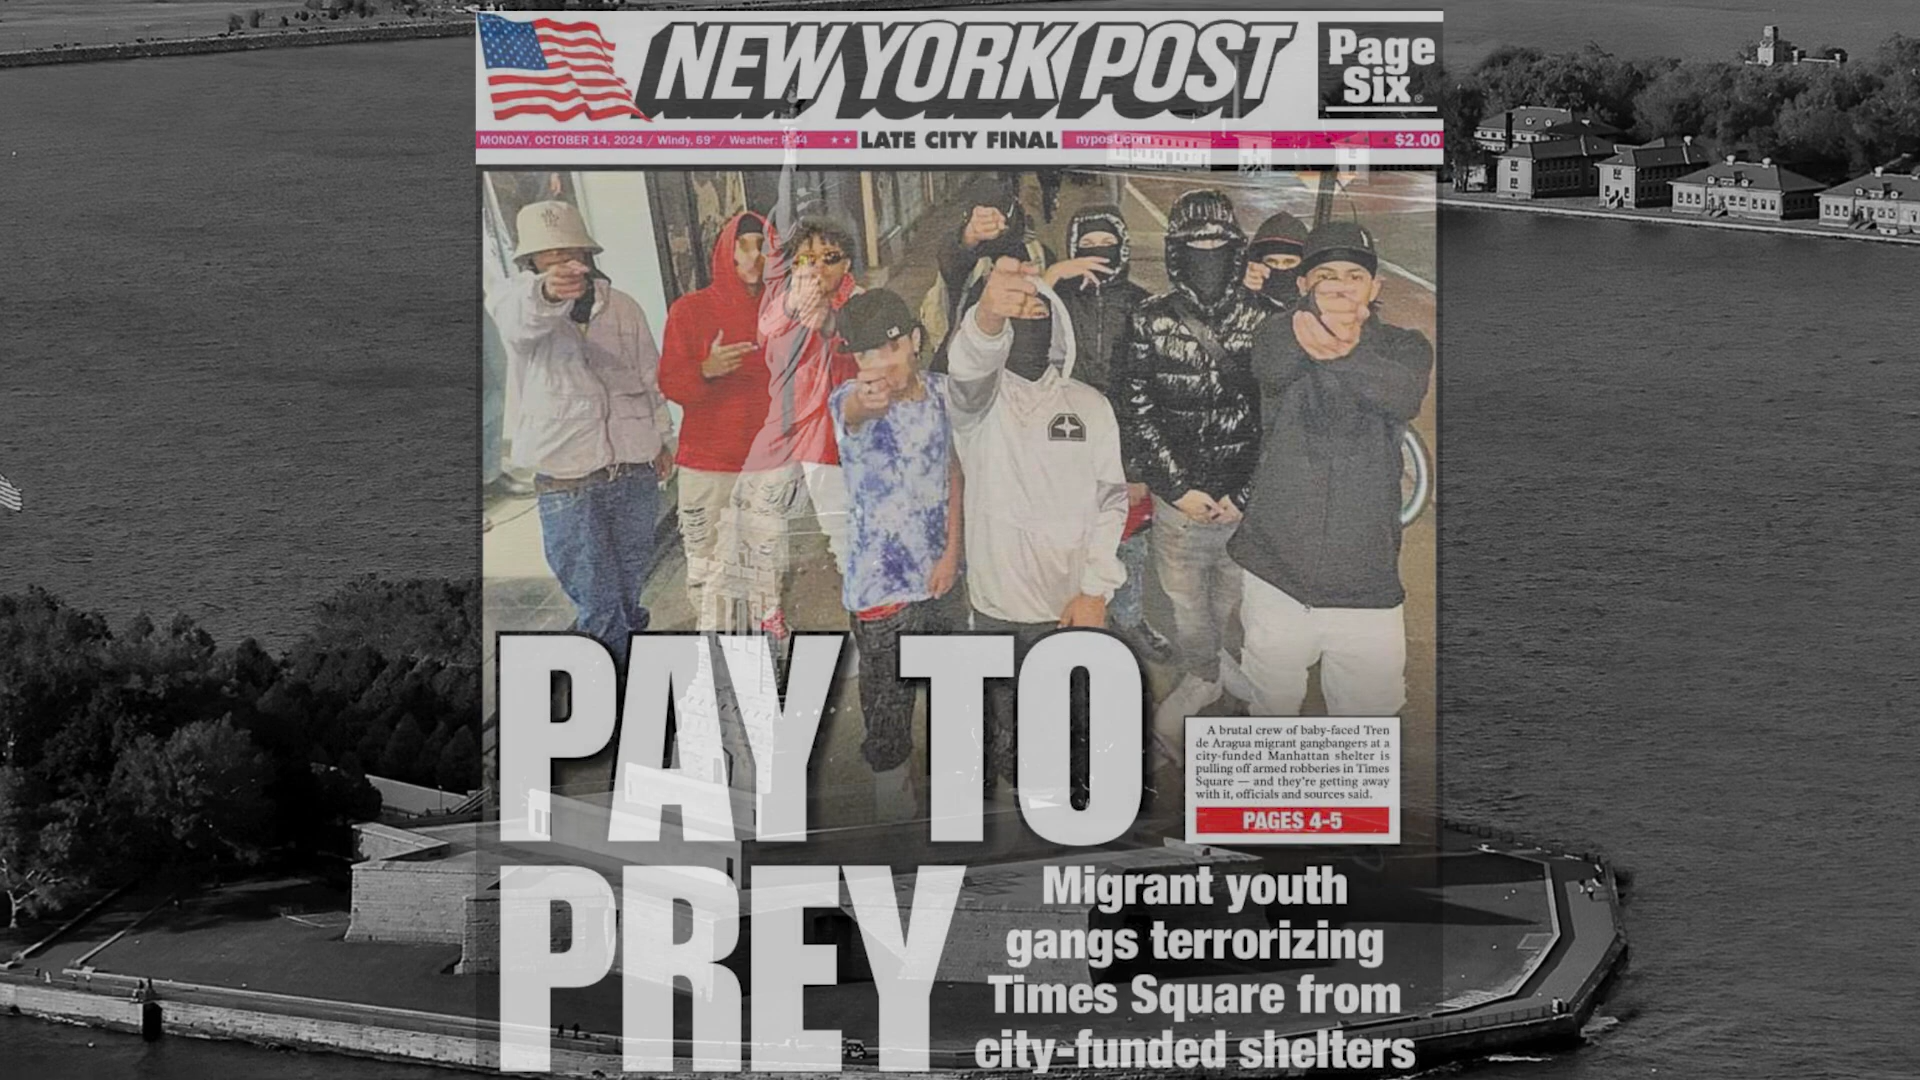 NEW YORK POST
Page
Six®
MONDAY, OCTOBER 14, 2024 / Windy, 69° / Weather: P. 44 ★★ LATE CITY FINAL nypost.com $2.00
PAY TO
PREY
A brutal crew of baby-faced Tren
de Aragua migrant gangbangers at a
city-funded Manhattan shelter is
pulling off armed robberies in Times
Square — and they're getting away
with it, officials and sources said.
PAGES 4-5
Migrant youth
gangs terrorizing
Times Square from
city-funded shelters